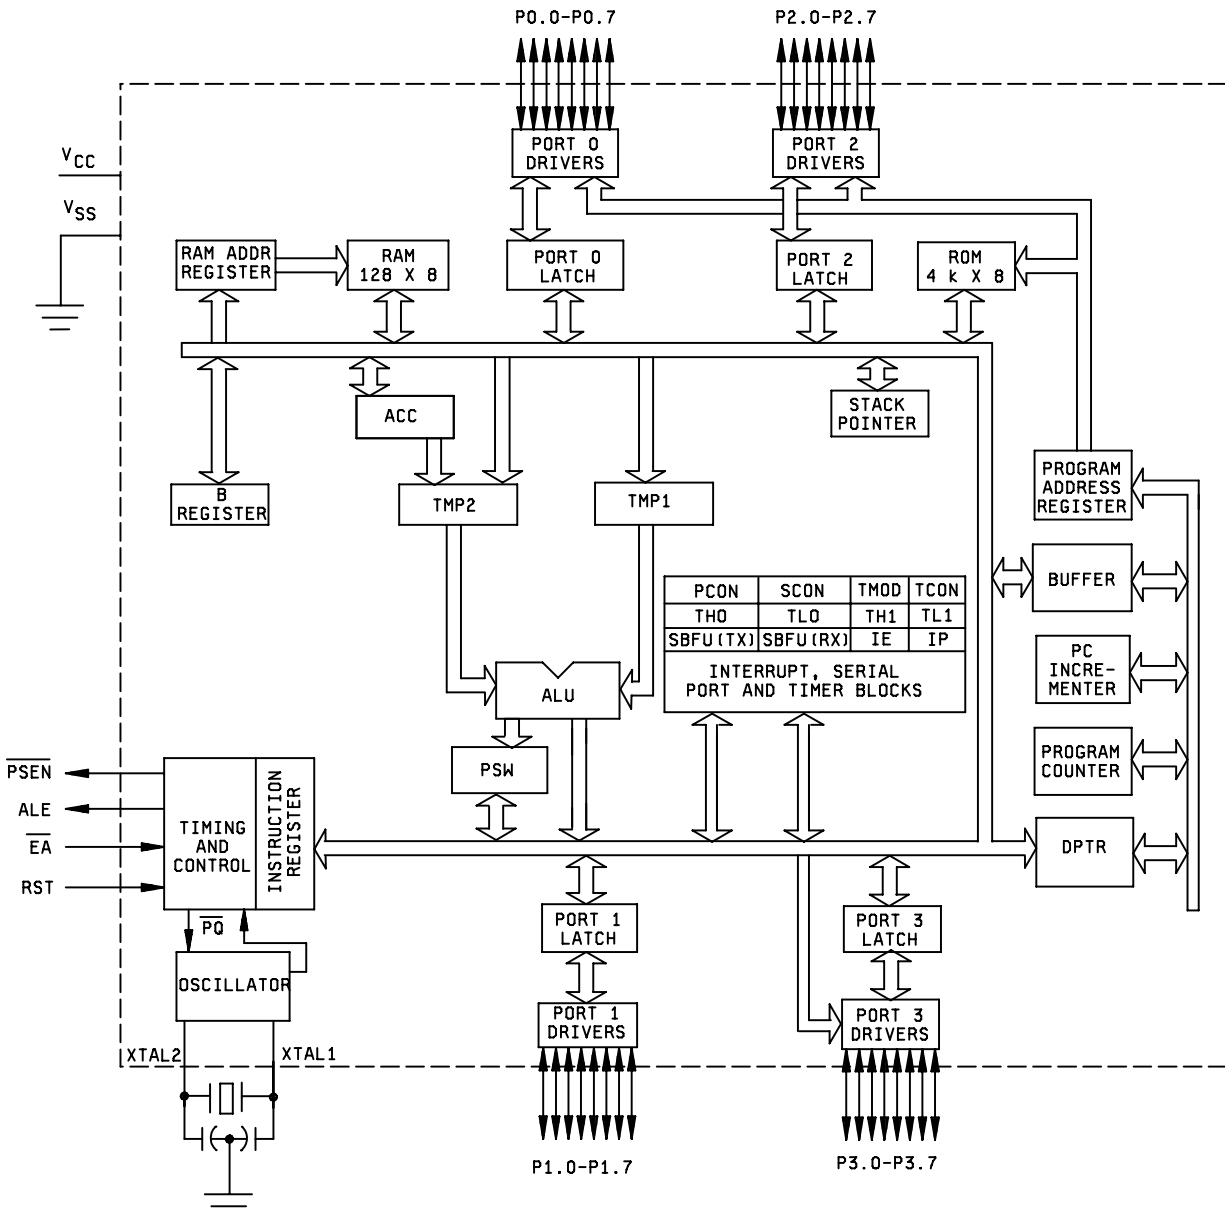 P0.0-P0.7
P2.0-P2.7
PORT 0
DRIVERS
PORT 2
DRIVERS
VCC
VSS
RAM ADDR
REGISTER
RAM
128 X 8
PORT 0
LATCH
PORT 2
LATCH
ROM
4 k X 8
ACC
STACK
POINTER
B
REGISTER
TMP2
TMP1
PROGRAM
ADDRESS
REGISTER
BUFFER
PCON SCON TMOD TCON
TH0 TL0 TH1 TL1
SBFU(TX) SBFU(RX) IE IP
INTERRUPT, SERIAL
PORT AND TIMER BLOCKS
PC
INCRE-
MENTER
ALU
PSW
PROGRAM
COUNTER
PSEN
ALE
EA
RST
TIMING
AND
CONTROL
INSTRUCTION
REGISTER
DPTR
PQ
OSCILLATOR
PORT 1
LATCH
PORT 3
LATCH
PORT 1
DRIVERS
PORT 3
DRIVERS
XTAL2
XTAL1
P1.0-P1.7
P3.0-P3.7